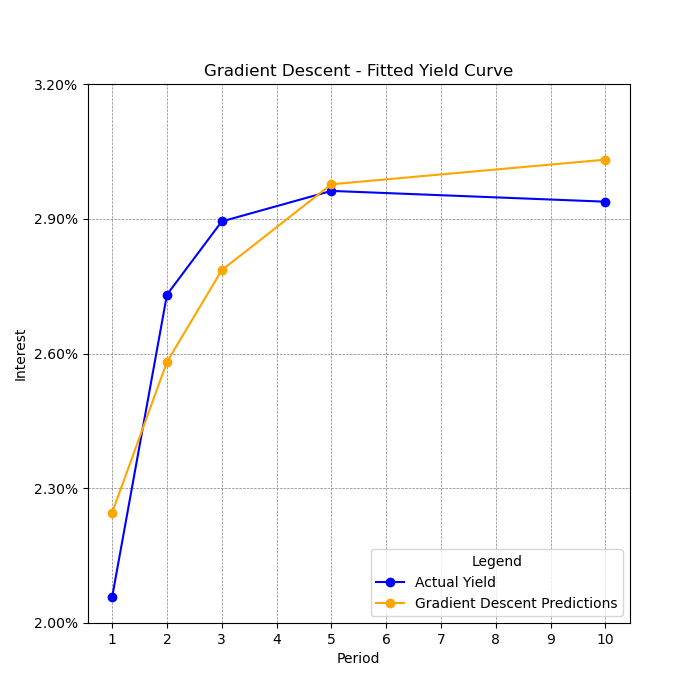 Gradient Descent - Fitted Yield Curve
3.20%
2.90%
2.60%
2.30%
2.00%
Interest
Legend
Actual Yield
Gradient Descent Predictions
1 2 3 4 5 6 7 8 9 10
Period